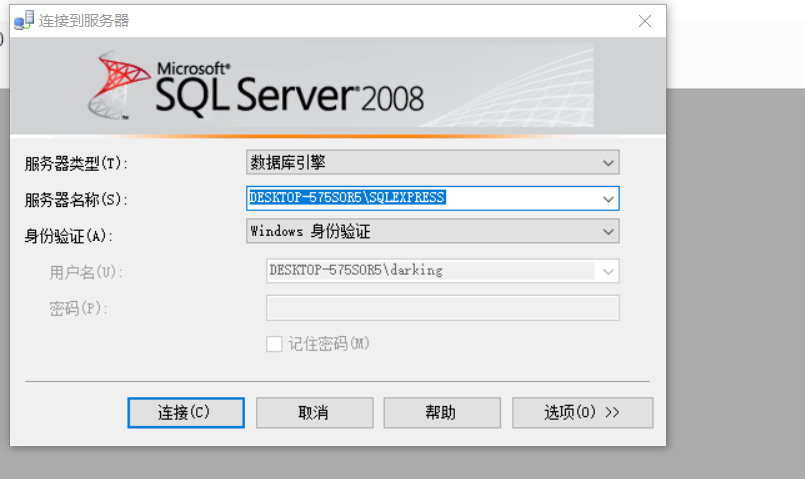 连接到服务器
)
Microsoft®
SQL Server® 2008
服务器类型(T):
数据库引擎
服务器名称(S):
DESKTOP-575SOR5\SQLEXPRESS
身份验证(A):
Windows 身份验证
用户名(U):
DESKTOP-575SOR5\darking
密码(P):
记住密码(M)
连接(C)
取消
帮助
选项(O) >>